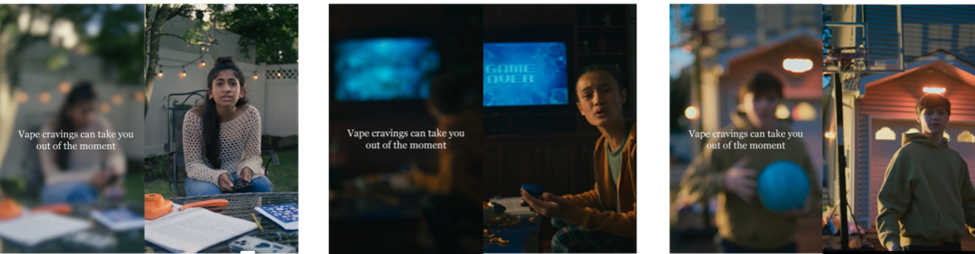 Vape cravings can take you
out of the moment
Vape cravings can take you
out of the moment
GAME
OVER
Vape cravings can take you
out of the moment